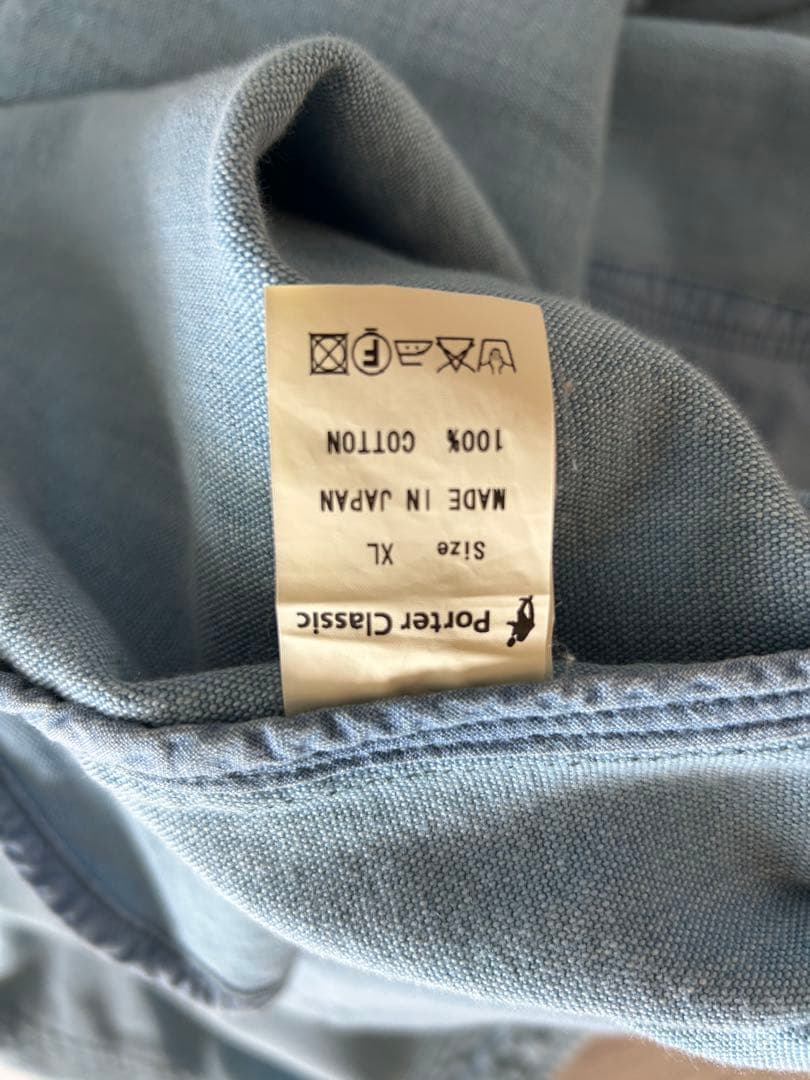 Porter Classic
Size XL
MADE IN JAPAN
100% COTTON
F